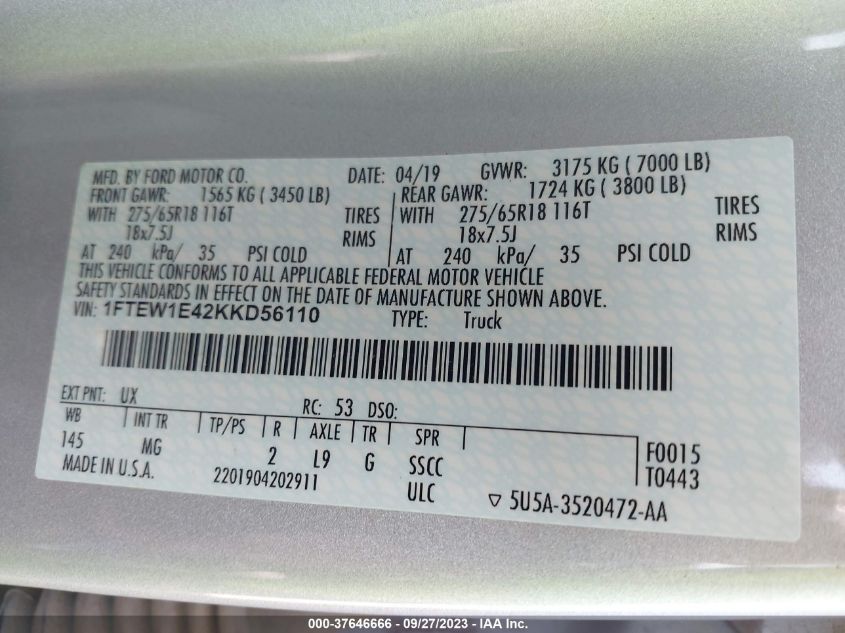 MFD. BY FORD MOTOR CO. DATE: 04/19 GVWR: 3175 KG ( 7000 LB)
FRONT GAWR: 1565 KG ( 3450 LB) REAR GAWR: 1724 KG ( 3800 LB)
WITH 275/65R18 116T TIRES WITH 275/65R18 116T TIRES
18x7.5J RIMS 18x7.5J RIMS
AT 240 kPa/ 35 PSI COLD AT 240 kPa/ 35 PSI COLD
THIS VEHICLE CONFORMS TO ALL APPLICABLE FEDERAL MOTOR VEHICLE
SAFETY STANDARDS IN EFFECT ON THE DATE OF MANUFACTURE SHOWN ABOVE.
VIN: 1FTEW1E42KKD56110 TYPE: Truck
EXT PNT: UX RC: 53 DSO:
WB INT TR TP/PS R AXLE TR SPR F0015
145 MG 2 L9 G SSCC T0443
MADE IN U.S.A. 2201904202911 ULC ▽ 5U5A-3520472-AA
000-37646666 - 09/27/2023 - IAA Inc.